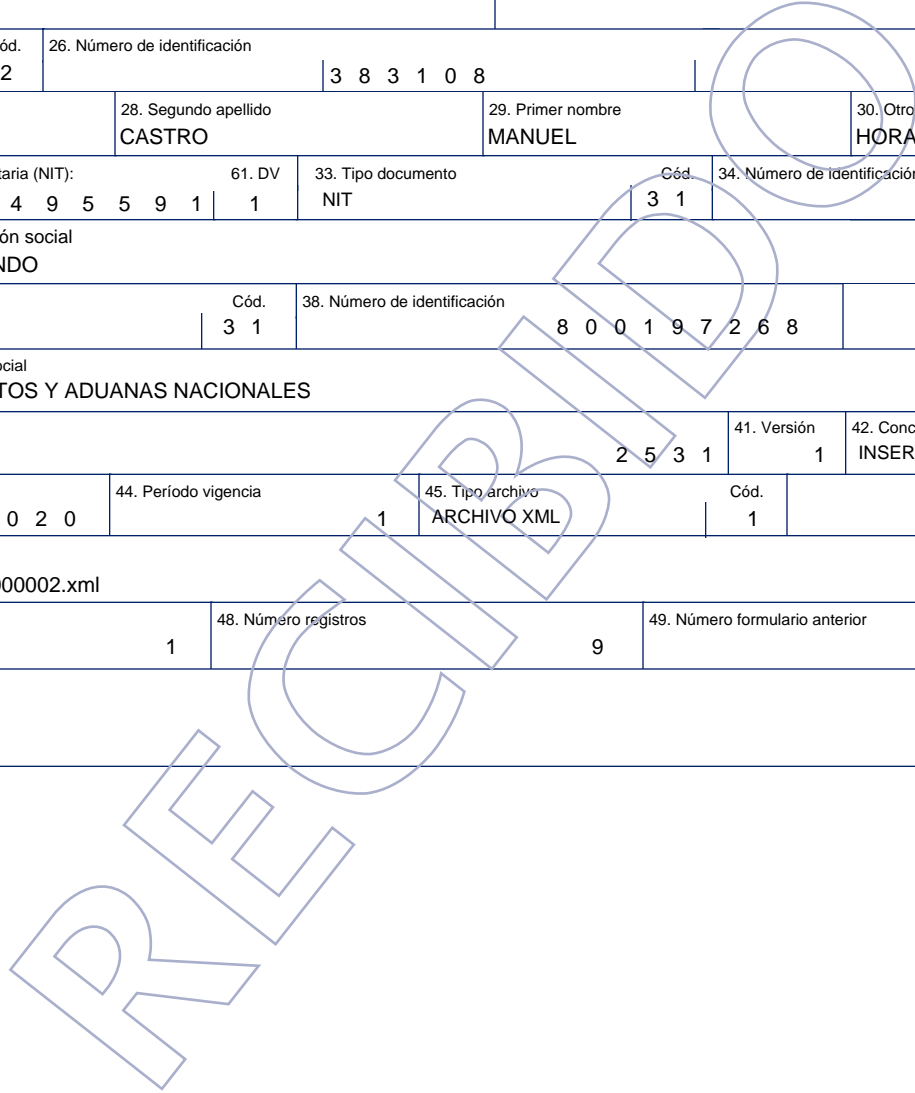 ód. 26. Número de identificación
2 3 8 3 1 0 8
28. Segundo apellido 29. Primer nombre 30. Otro
CASTRO MANUEL HORA
taria (NIT): 61. DV 33. Tipo documento Cód. 34. Número de identificación
4 9 5 5 9 1 1 NIT 3 1
ón social
NDO
Cód. 38. Número de identificación
3 1 8 0 0 1 9 7 2 6 8
ocial
TOS Y ADUANAS NACIONALES
41. Versión 42. Conc
2 5 3 1 1 INSER
44. Período vigencia 45. Tipo archivo Cód.
0 2 0 1 ARCHIVO XML 1
000002.xml
48. Número registros 49. Número formulario anterior
1 9
RECIBIDO